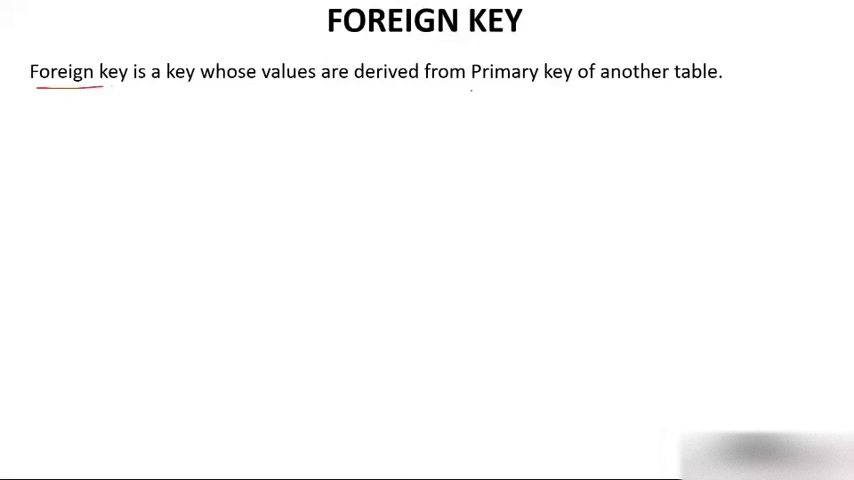 FOREIGN KEY
Foreign key is a key whose values are derived from Primary key of another table.